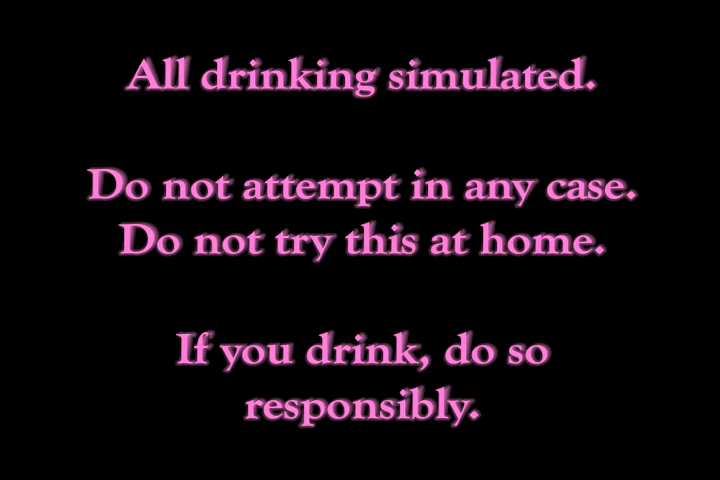 All drinking simulated.
Do not attempt in any case.
Do not try this at home.
If you drink, do so
responsibly.